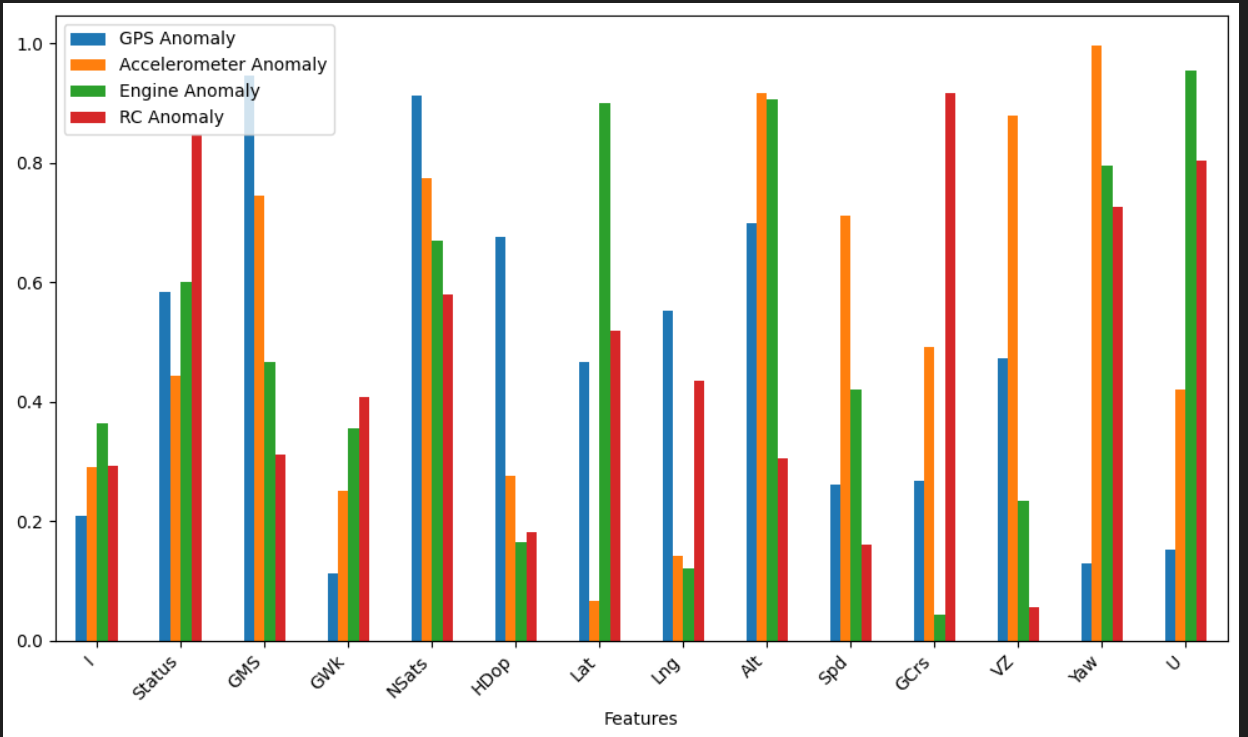 GPS Anomaly
Accelerometer Anomaly
Engine Anomaly
RC Anomaly
1.0
0.8
0.6
0.4
0.2
0.0
I
Status
GMS
GWk
NSats
HDop
Lat
Lng
Alt
Spd
GCrs
VZ
Yaw
U
Features